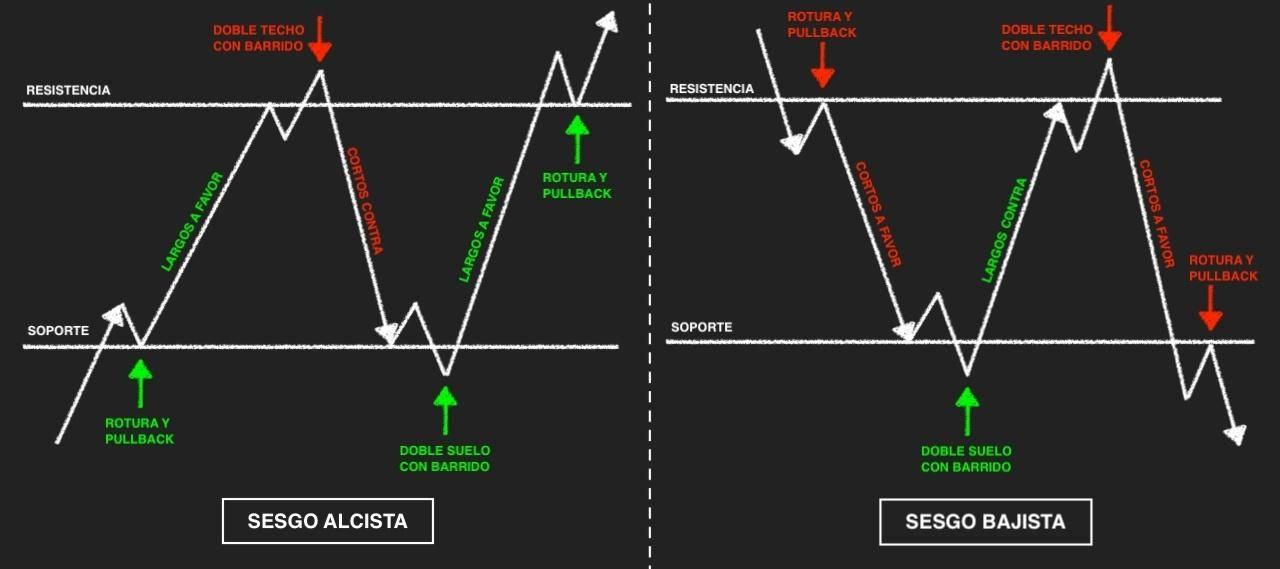 DOBLE TECHO
CON BARRIDO
RESISTENCIA
LARGOS A FAVOR
CORTOS CONTRA
LARGOS A FAVOR
ROTURA Y
PULLBACK
SOPORTE
ROTURA Y
PULLBACK
DOBLE SUELO
CON BARRIDO
SESGO ALCISTA
ROTURA Y
PULLBACK
DOBLE TECHO
CON BARRIDO
RESISTENCIA
CORTOS A FAVOR
LARGOS CONTRA
CORTOS A FAVOR
ROTURA Y
PULLBACK
SOPORTE
DOBLE SUELO
CON BARRIDO
SESGO BAJISTA